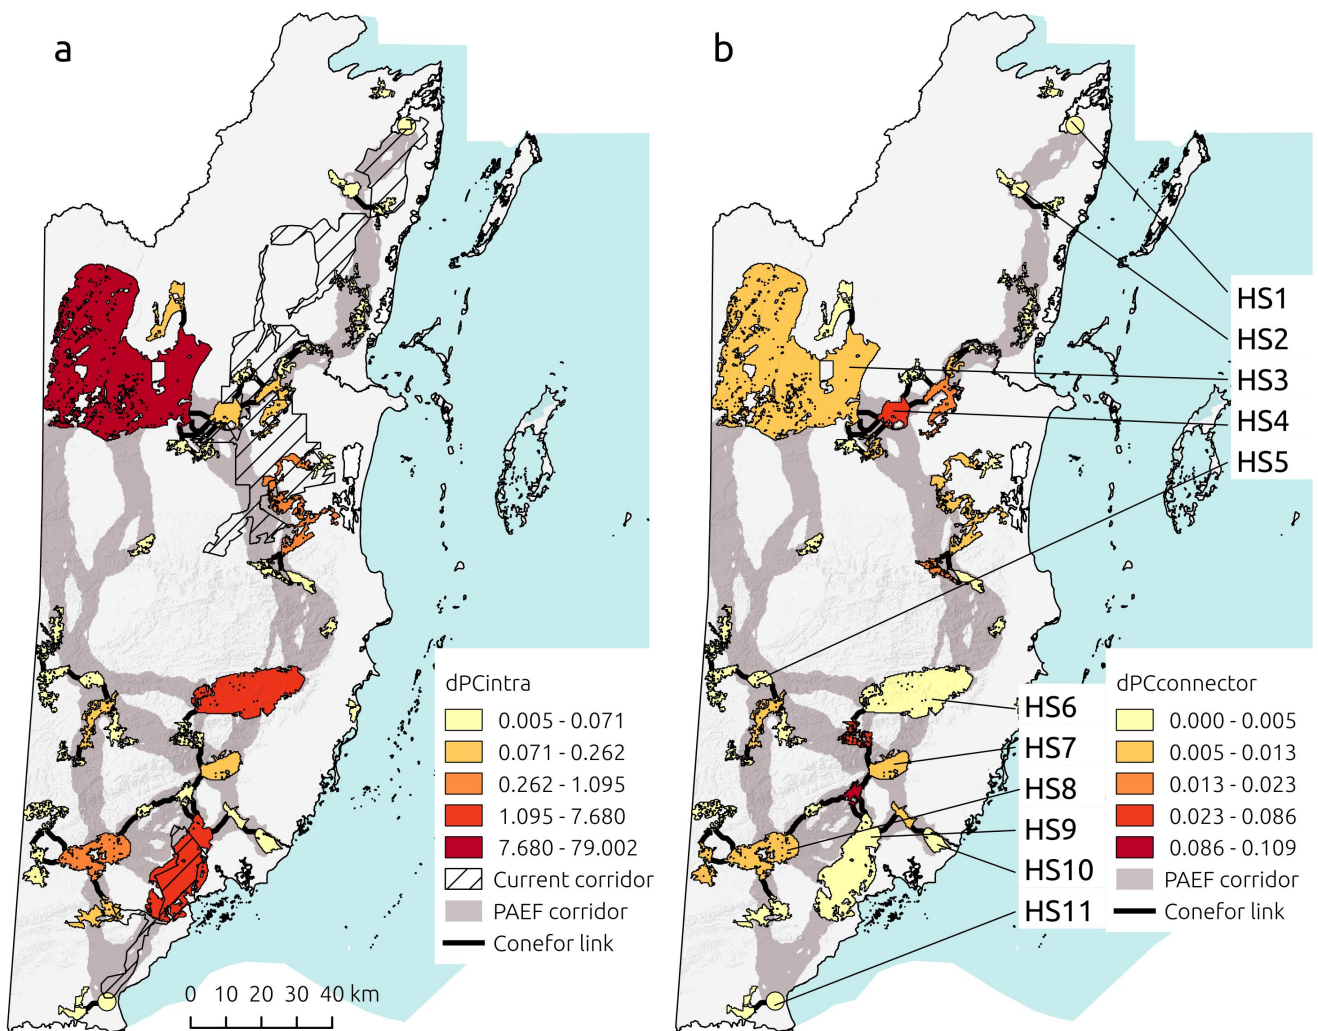 a
b
HS1
HS2
HS3
HS4
HS5
HS6
HS7
HS8
HS9
HS10
HS11
dPCintra
0.005 - 0.071
0.071 - 0.262
0.262 - 1.095
1.095 - 7.680
7.680 - 79.002
Current corridor
PAEF corridor
Conefor link
0 10 20 30 40 km
dPCconnector
0.000 - 0.005
0.005 - 0.013
0.013 - 0.023
0.023 - 0.086
0.086 - 0.109
PAEF corridor
Conefor link